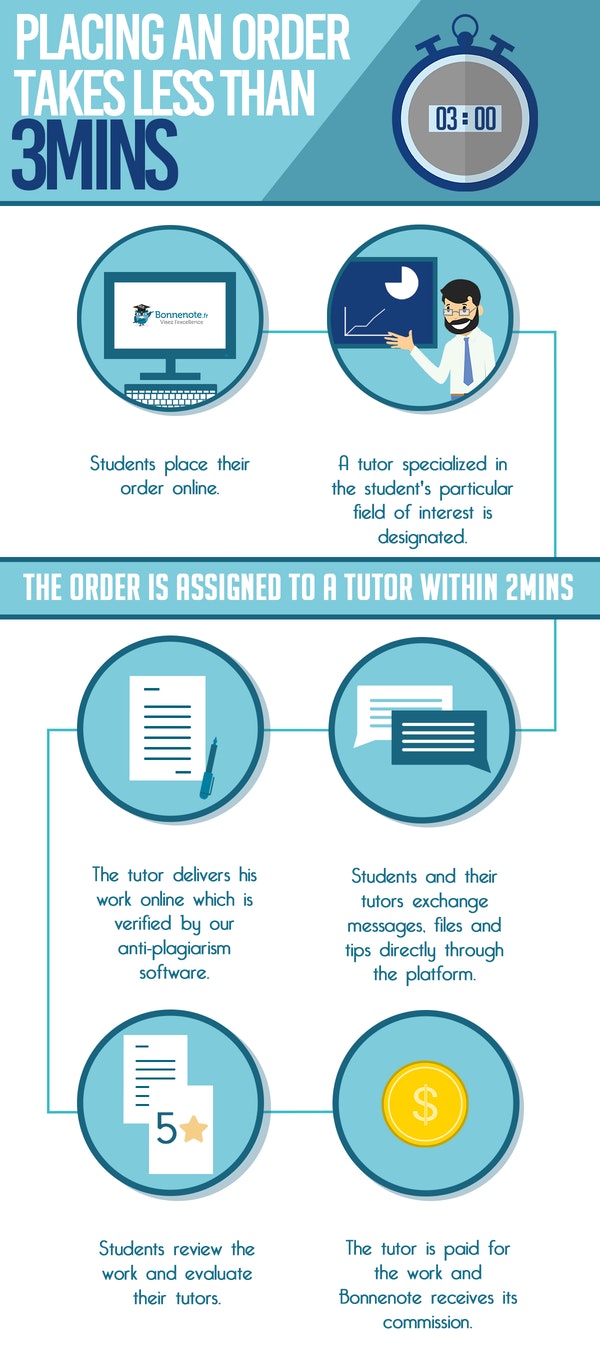 PLACING AN ORDER
TAKES LESS THAN
3MINS
03:00
Bonnenote.fr
Visez l'excellence
Students place their
order online.
A tutor specialized in
the student's particular
field of interest is
designated.
THE ORDER IS ASSIGNED TO A TUTOR WITHIN 2MINS
The tutor delivers his
work online which is
verified by our
anti-plagiarism
software.
Students and their
tutors exchange
messages, files and
tips directly through
the platform.
5
$
Students review the
work and evaluate
their tutors.
The tutor is paid for
the work and
Bonnenote receives its
commission.